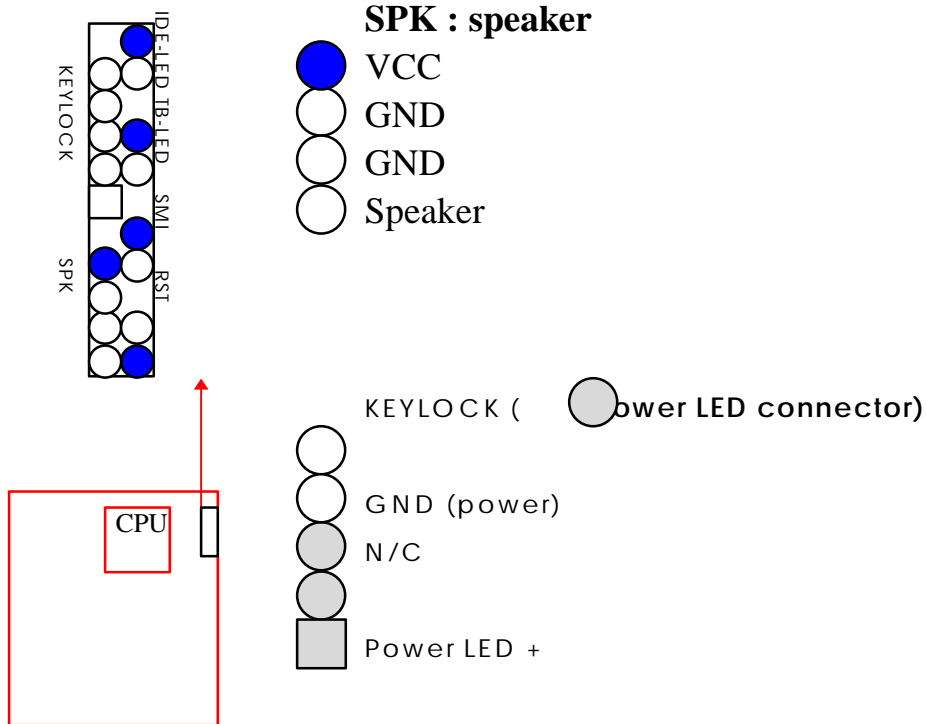 IDE-LED TB-LED
SMI
RST
KEYLOCK
SPK
SPK : speaker
VCC
GND
GND
Speaker
KEYLOCK ( ower LED connector)
GND (power)
N/C
Power LED +
CPU